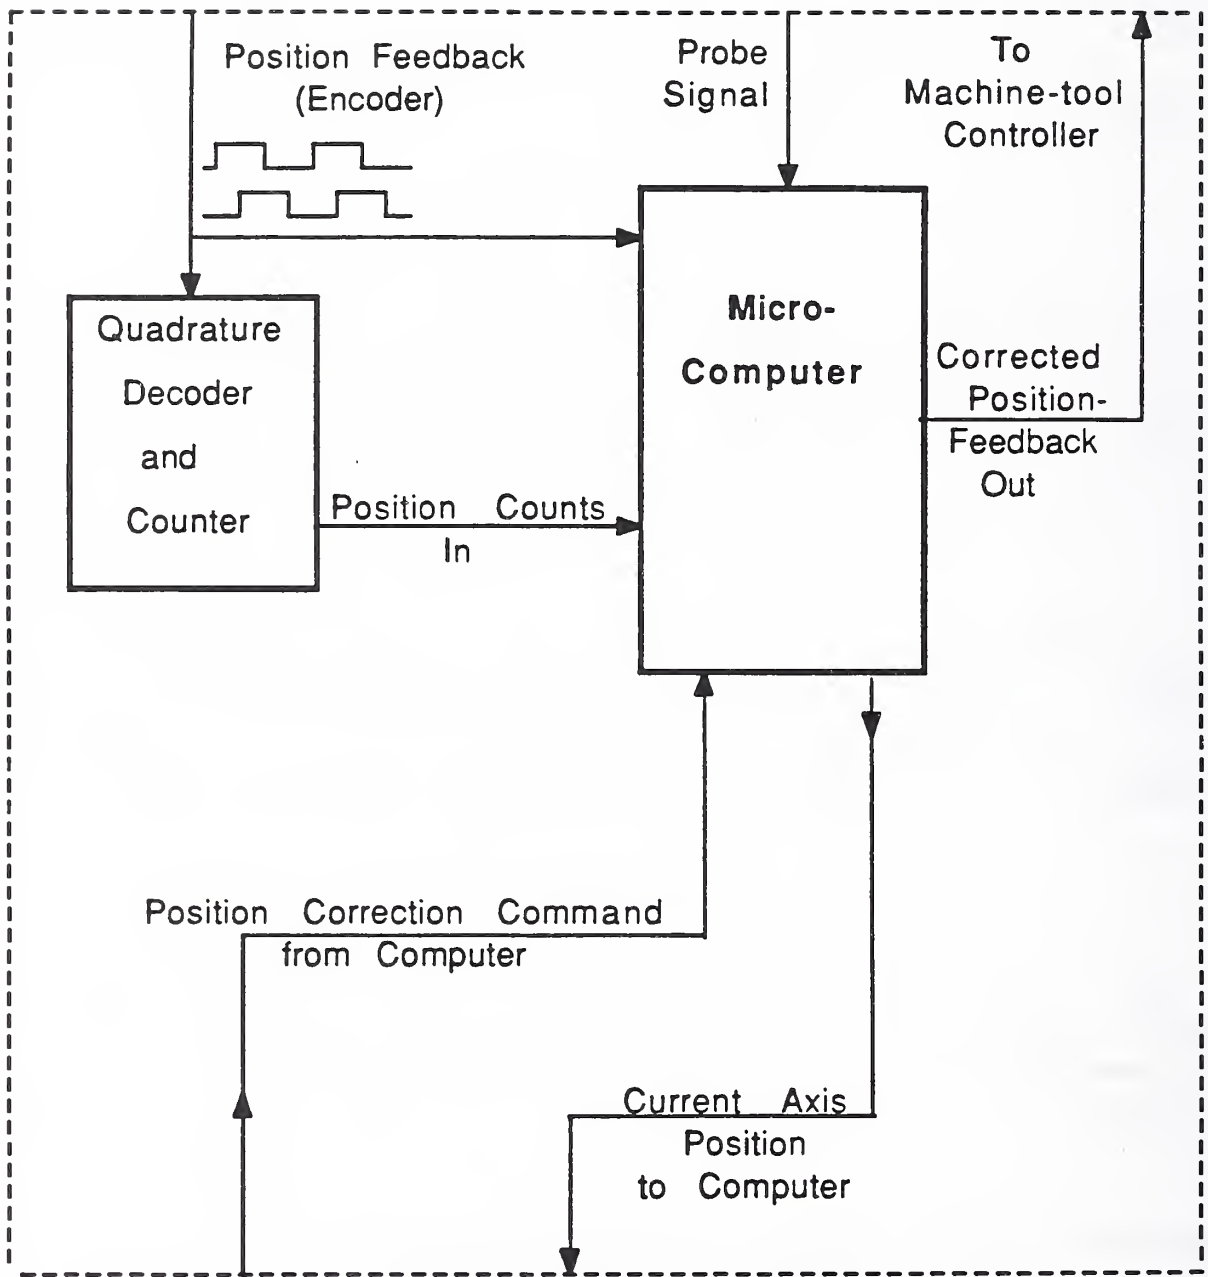 Position Feedback
(Encoder)
Probe
Signal
To
Machine-tool
Controller
Quadrature
Decoder
and
Counter
Micro-
Computer
Corrected
Position-
Feedback
Out
Position Counts
In
Position Correction Command
from Computer
Current Axis
Position
to Computer